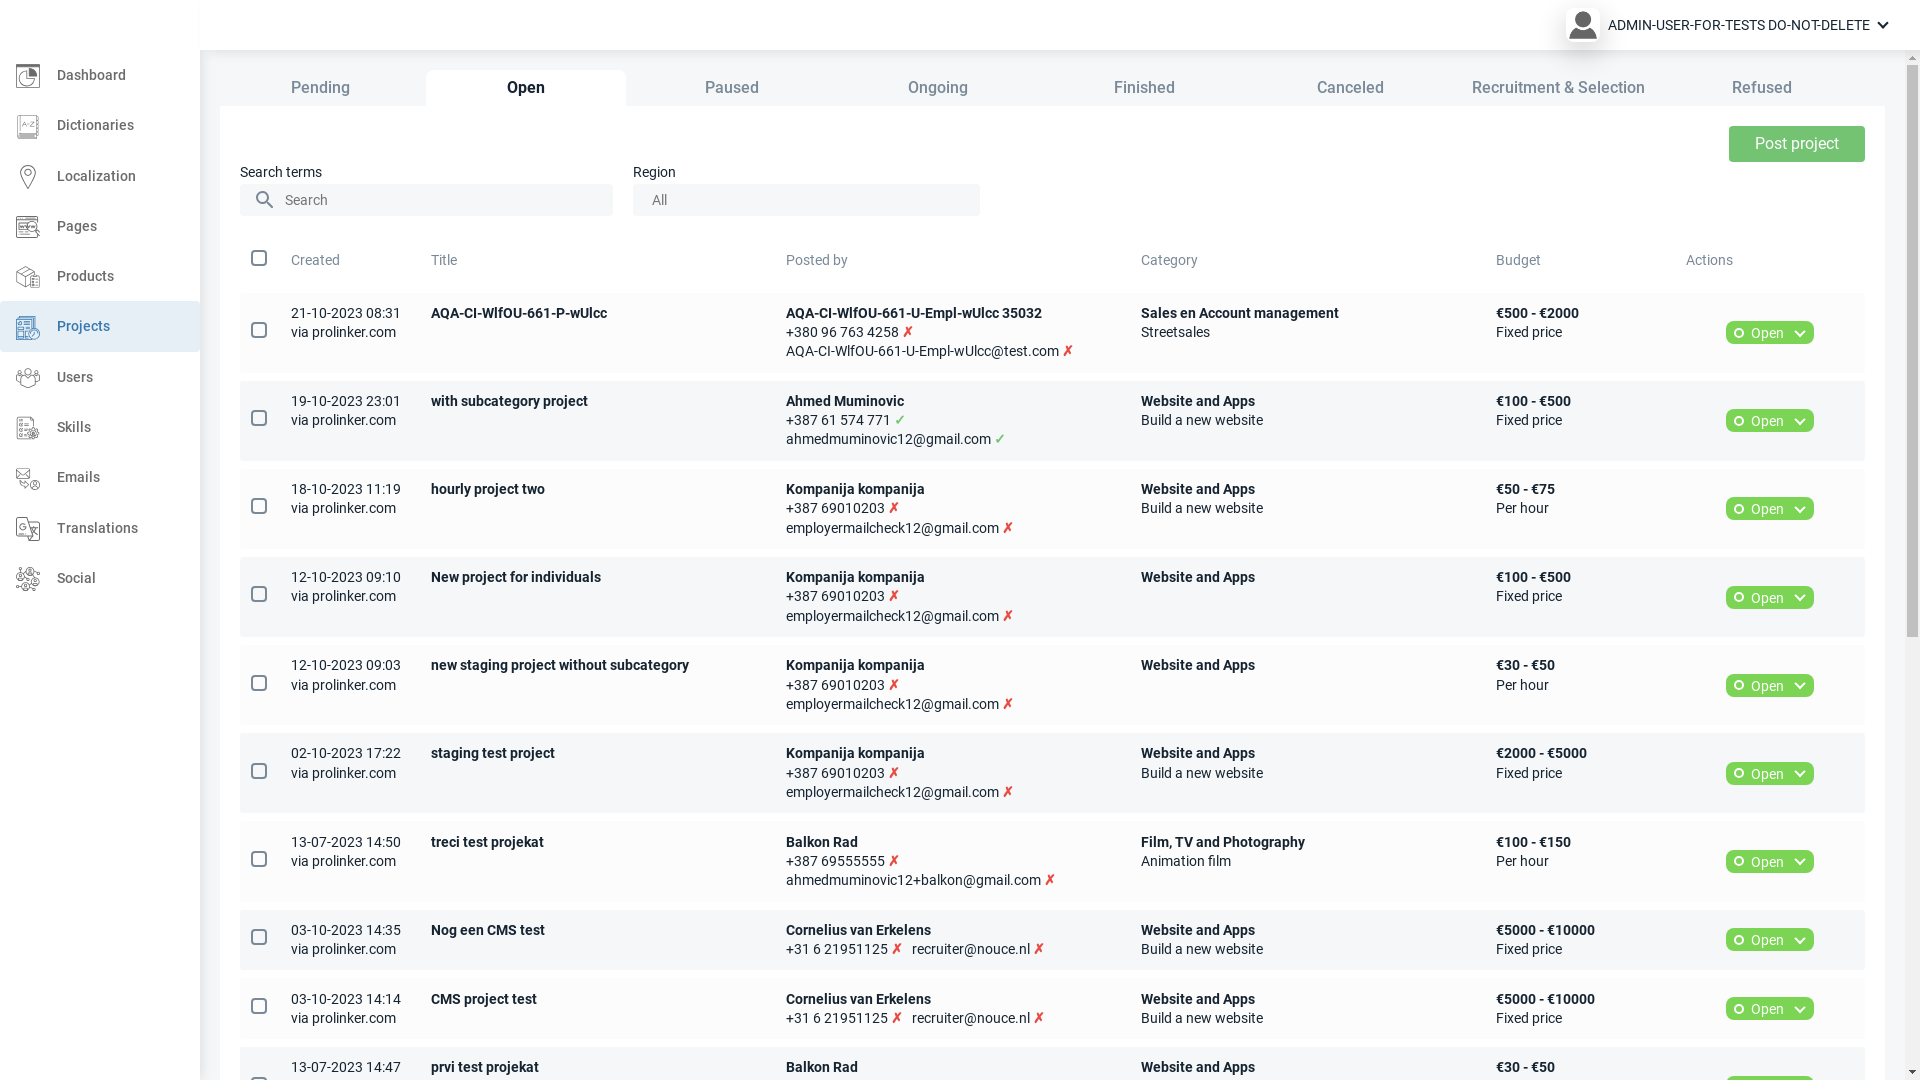 ADMIN-USER-FOR-TESTS DO-NOT-DELETE
Dashboard
Dictionaries
Localization
Pages
Products
Projects
Users
Skills
Emails
Translations
Social
Pending
Open
Paused
Ongoing
Finished
Canceled
Recruitment & Selection
Refused
Post project
Search terms
Search
Region
All
Created
Title
Posted by
Category
Budget
Actions
21-10-2023 08:31
via prolinker.com
AQA-CI-WlfOU-661-P-wUlcc
AQA-CI-WlfOU-661-U-Empl-wUlcc 35032
+380 96 763 4258 ✗
AQA-CI-WlfOU-661-U-Empl-wUlcc@test.com ✗
Sales en Account management
Streetsales
€500 - €2000
Fixed price
Open
19-10-2023 23:01
via prolinker.com
with subcategory project
Ahmed Muminovic
+387 61 574 771 ✓
ahmedmuminovic12@gmail.com ✓
Website and Apps
Build a new website
€100 - €500
Fixed price
Open
18-10-2023 11:19
via prolinker.com
hourly project two
Kompanija kompanija
+387 69010203 ✗
employermailcheck12@gmail.com ✗
Website and Apps
Build a new website
€50 - €75
Per hour
Open
12-10-2023 09:10
via prolinker.com
New project for individuals
Kompanija kompanija
+387 69010203 ✗
employermailcheck12@gmail.com ✗
Website and Apps
€100 - €500
Fixed price
Open
12-10-2023 09:03
via prolinker.com
new staging project without subcategory
Kompanija kompanija
+387 69010203 ✗
employermailcheck12@gmail.com ✗
Website and Apps
€30 - €50
Per hour
Open
02-10-2023 17:22
via prolinker.com
staging test project
Kompanija kompanija
+387 69010203 ✗
employermailcheck12@gmail.com ✗
Website and Apps
Build a new website
€2000 - €5000
Fixed price
Open
13-07-2023 14:50
via prolinker.com
treci test projekat
Balkon Rad
+387 69555555 ✗
ahmedmuminovic12+balkon@gmail.com ✗
Film, TV and Photography
Animation film
€100 - €150
Per hour
Open
03-10-2023 14:35
via prolinker.com
Nog een CMS test
Cornelius van Erkelens
+31 6 21951125 ✗ recruiter@nouce.nl ✗
Website and Apps
Build a new website
€5000 - €10000
Fixed price
Open
03-10-2023 14:14
via prolinker.com
CMS project test
Cornelius van Erkelens
+31 6 21951125 ✗ recruiter@nouce.nl ✗
Website and Apps
Build a new website
€5000 - €10000
Fixed price
Open
13-07-2023 14:47
prvi test projekat
Balkon Rad
Website and Apps
€30 - €50